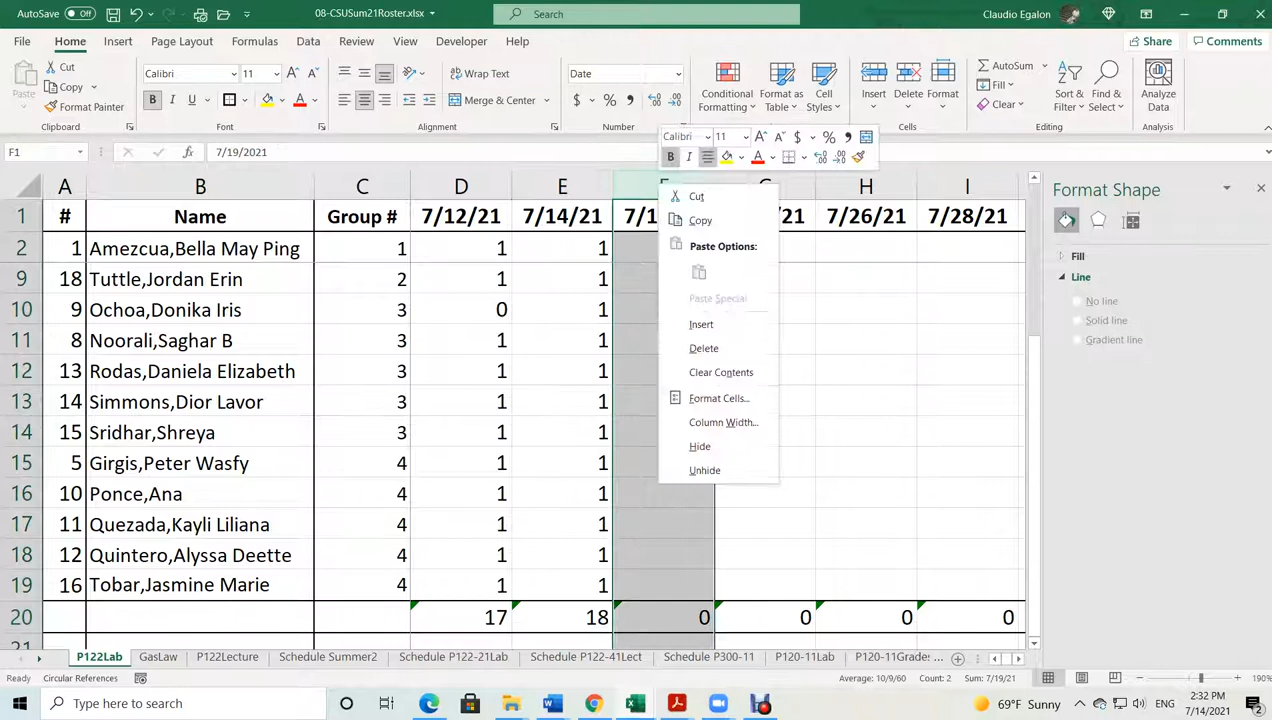 AutoSave Off 08-CSUSum21Roster.xlsx Search Claudio Egalon
File Home Insert Page Layout Formulas Data Review View Developer Help Share Comments
Paste Cut Copy Format Painter Clipboard
Calibri 11 B I U A Font
Wrap Text Merge & Center Alignment
Date $ % , Number
Conditional Formatting Format as Table Cell Styles
Insert Delete Format Cells
AutoSum Fill Clear Sort & Filter Find & Select Editing
Analyze Data Analysis
Calibri 11 $ % ,
B I A
F1 fx 7/19/2021
A B C D E F G H I
1 # Name Group # 7/12/21 7/14/21 7/1 /21 7/26/21 7/28/21
2 1 Amezcua,Bella May Ping 1 1 1
9 18 Tuttle,Jordan Erin 2 1 1
10 9 Ochoa,Donika Iris 3 0 1
11 8 Noorali,Saghar B 3 1 1
12 13 Rodas,Daniela Elizabeth 3 1 1
13 14 Simmons,Dior Lavor 3 1 1
14 15 Sridhar,Shreya 3 1 1
15 5 Girgis,Peter Wasfy 4 1 1
16 10 Ponce,Ana 4 1 1
17 11 Quezada,Kayli Liliana 4 1 1
18 12 Quintero,Alyssa Deette 4 1 1
19 16 Tobar,Jasmine Marie 4 1 1
20 17 18 0 0 0 0
Cut
Copy
Paste Options:
Paste Special
Insert
Delete
Clear Contents
Format Cells...
Column Width...
Hide
Unhide
Format Shape
Fill
Line
No line
Solid line
Gradient line
P122Lab GasLaw P122Lecture Schedule Summer2 Schedule P122-21Lab Schedule P122-41Lect Schedule P300-11 P120-11Lab P120-11Grades ...
Ready Circular References Average: 10/9/60 Count: 2 Sum: 7/19/21 190%
Type here to search 69°F Sunny 2:32 PM
7/14/2021 2